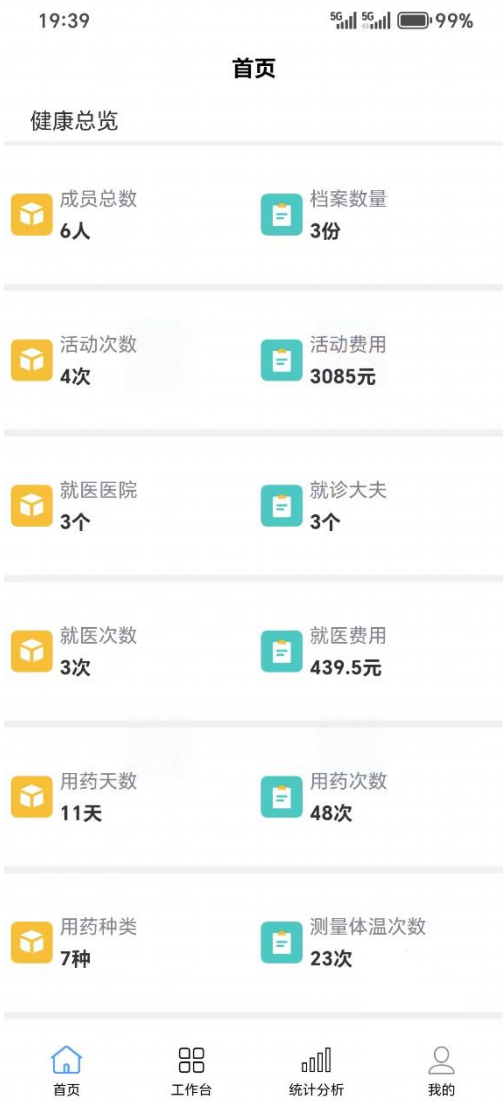 19:39 5G 5G 99%
首页
健康总览
成员总数 档案数量
6人 3份
活动次数 活动费用
4次 3085元
就医医院 就诊大夫
3个 3个
就医次数 就医费用
3次 439.5元
用药天数 用药次数
11天 48次
用药种类 测量体温次数
7种 23次
首页 工作台 统计分析 我的